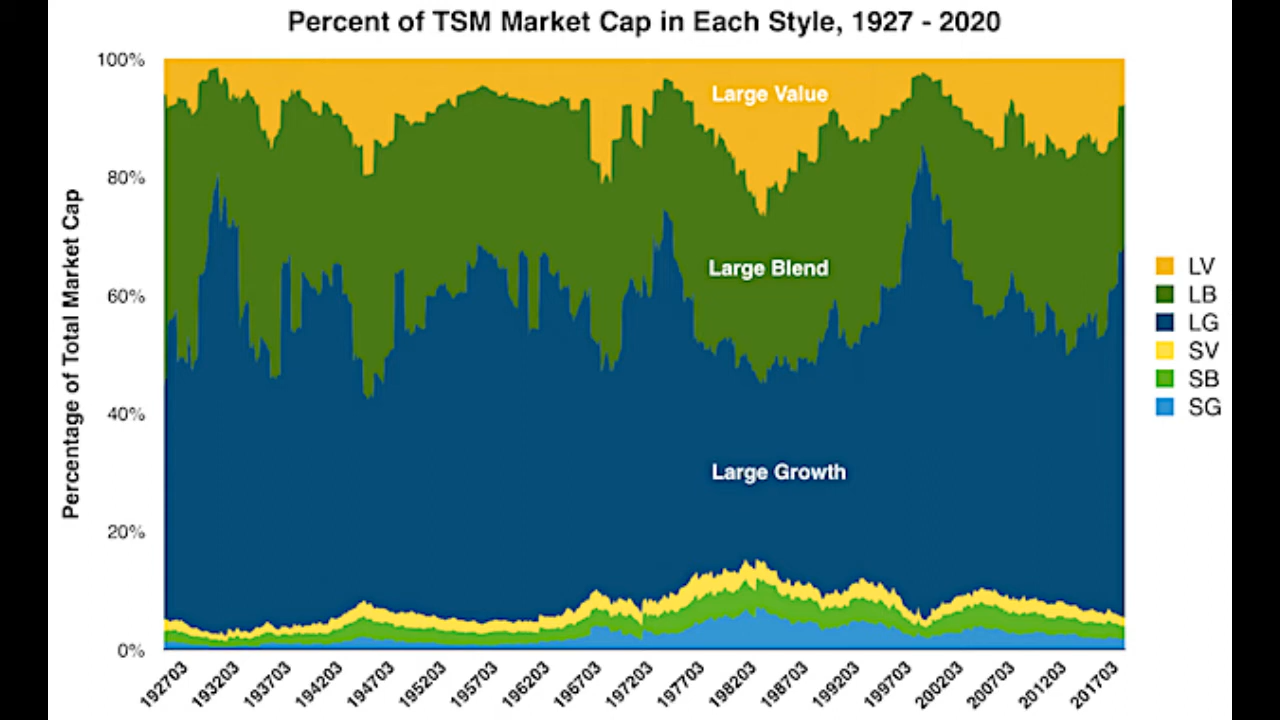 Percent of TSM Market Cap in Each Style, 1927 - 2020
Percentage of Total Market Cap
100%
80%
60%
40%
20%
0%
Large Value
Large Blend
Large Growth
LV
LB
LG
SV
SB
SG
192703
193203
193703
194203
194703
195203
195703
196203
196703
197203
197703
198203
198703
199203
199703
200203
200703
201203
201703